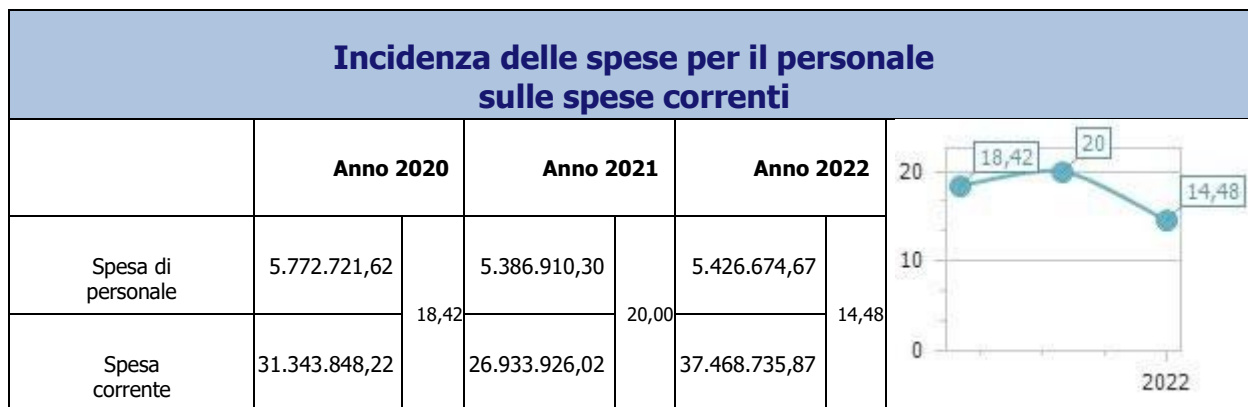 Incidenza delle spese per il personale
sulle spese correnti
Anno 2020 Anno 2021 Anno 2022
Spesa di
personale
5.772.721,62 5.386.910,30 5.426.674,67
18,42 20,00 14,48
Spesa
corrente
31.343.848,22 26.933.926,02 37.468.735,87
20
10
0
18,42
20
14,48
2022